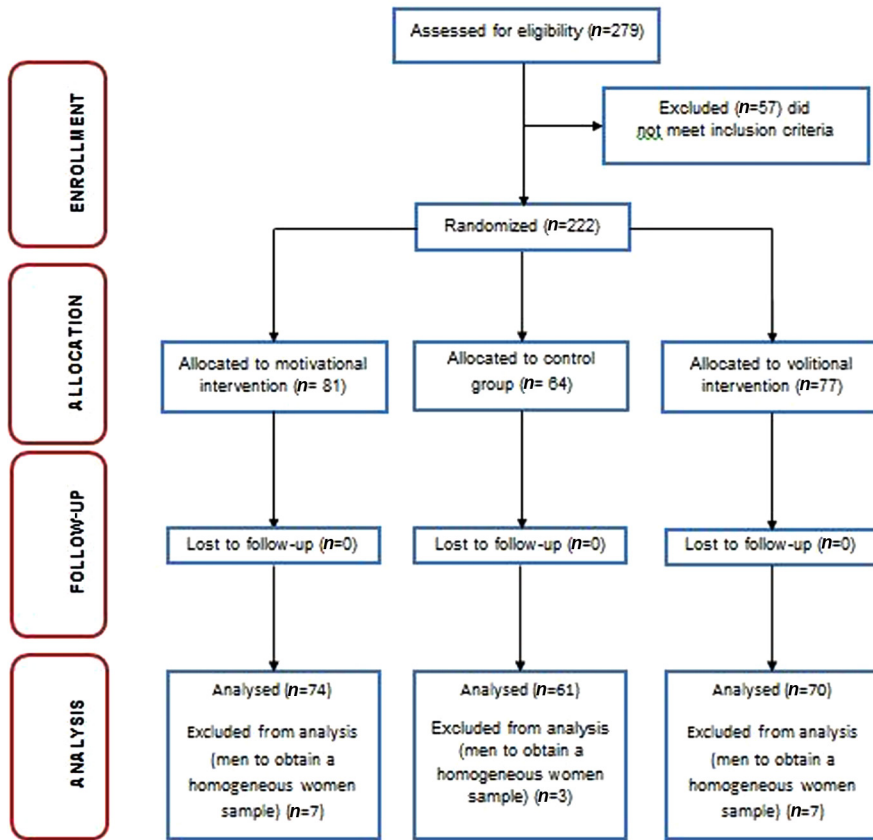 Assessed for eligibility (n=279)
Excluded (n=57) did
not meet inclusion criteria
ENROLLMENT
Randomized (n=222)
ALLOCATION
Allocated to motivational
intervention (n= 81)
Allocated to control
group (n= 64)
Allocated to volitional
intervention (n=77)
FOLLOW-UP
Lost to follow-up (n=0)
Lost to follow-up (n=0)
Lost to follow-up (n=0)
ANALYSIS
Analysed (n=74)
Excluded from analysis
(men to obtain a
homogeneous women
sample) (n=7)
Analysed (n=61)
Excluded from analysis
(men to obtain a
homogeneous women
sample) (n=3)
Analysed (n=70)
Excluded from analysis
(men to obtain a
homogeneous women
sample) (n=7)